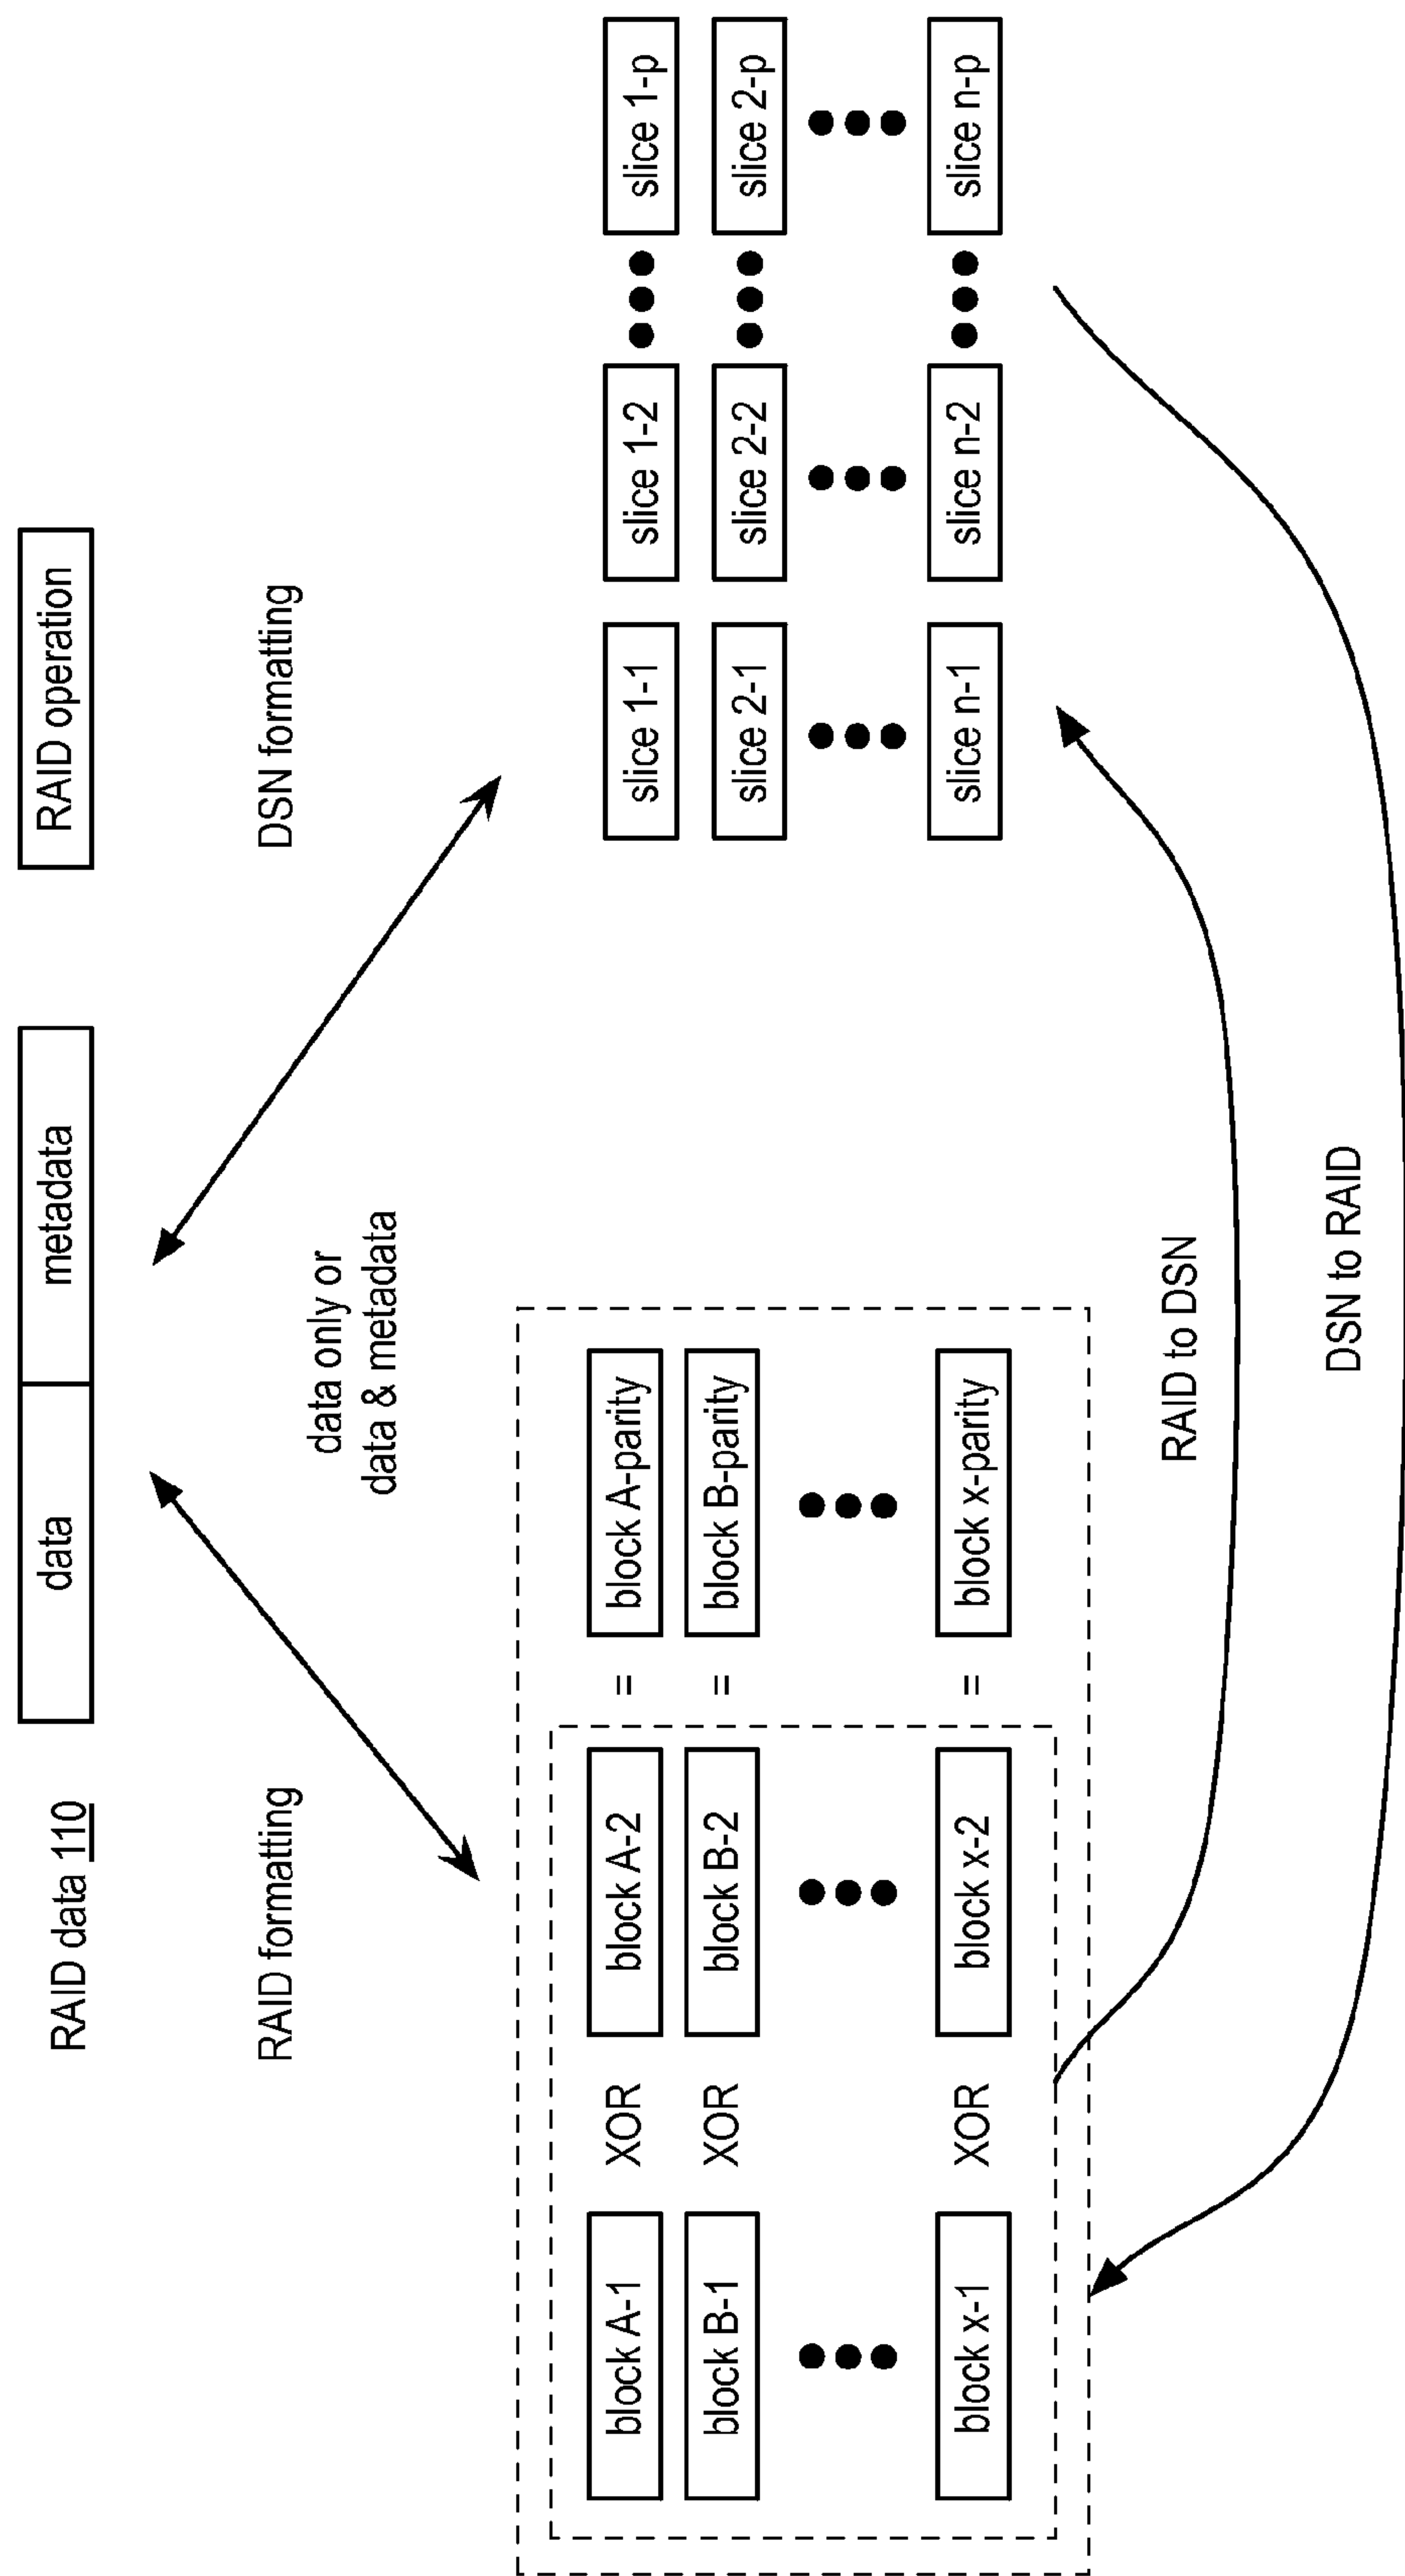 RAID data 110
data
metadata
RAID operation
RAID formatting
data only or
data & metadata
DSN formatting
block A-1
XOR
block A-2
=
block A-parity
block B-1
XOR
block B-2
=
block B-parity
block x-1
XOR
block x-2
=
block x-parity
slice 1-1
slice 1-2
slice 1-p
slice 2-1
slice 2-2
slice 2-p
slice n-1
slice n-2
slice n-p
RAID to DSN
DSN to RAID